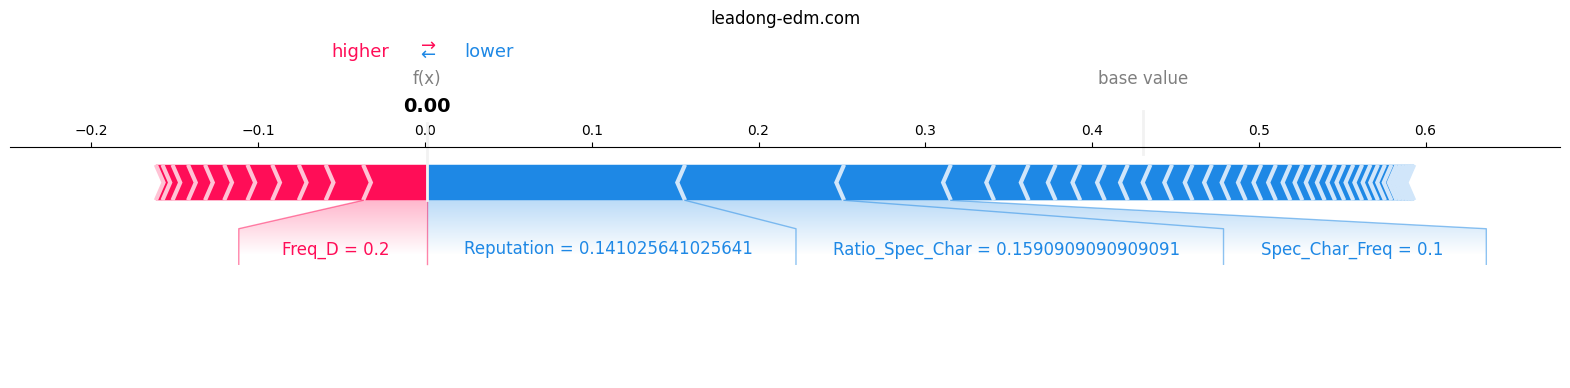 leadong-edm.com
higher → ← lower
f(x) base value
0.00
−0.2 −0.1 0.0 0.1 0.2 0.3 0.4 0.5 0.6
Freq_D = 0.2 Reputation = 0.141025641025641 Ratio_Spec_Char = 0.1590909090909091 Spec_Char_Freq = 0.1